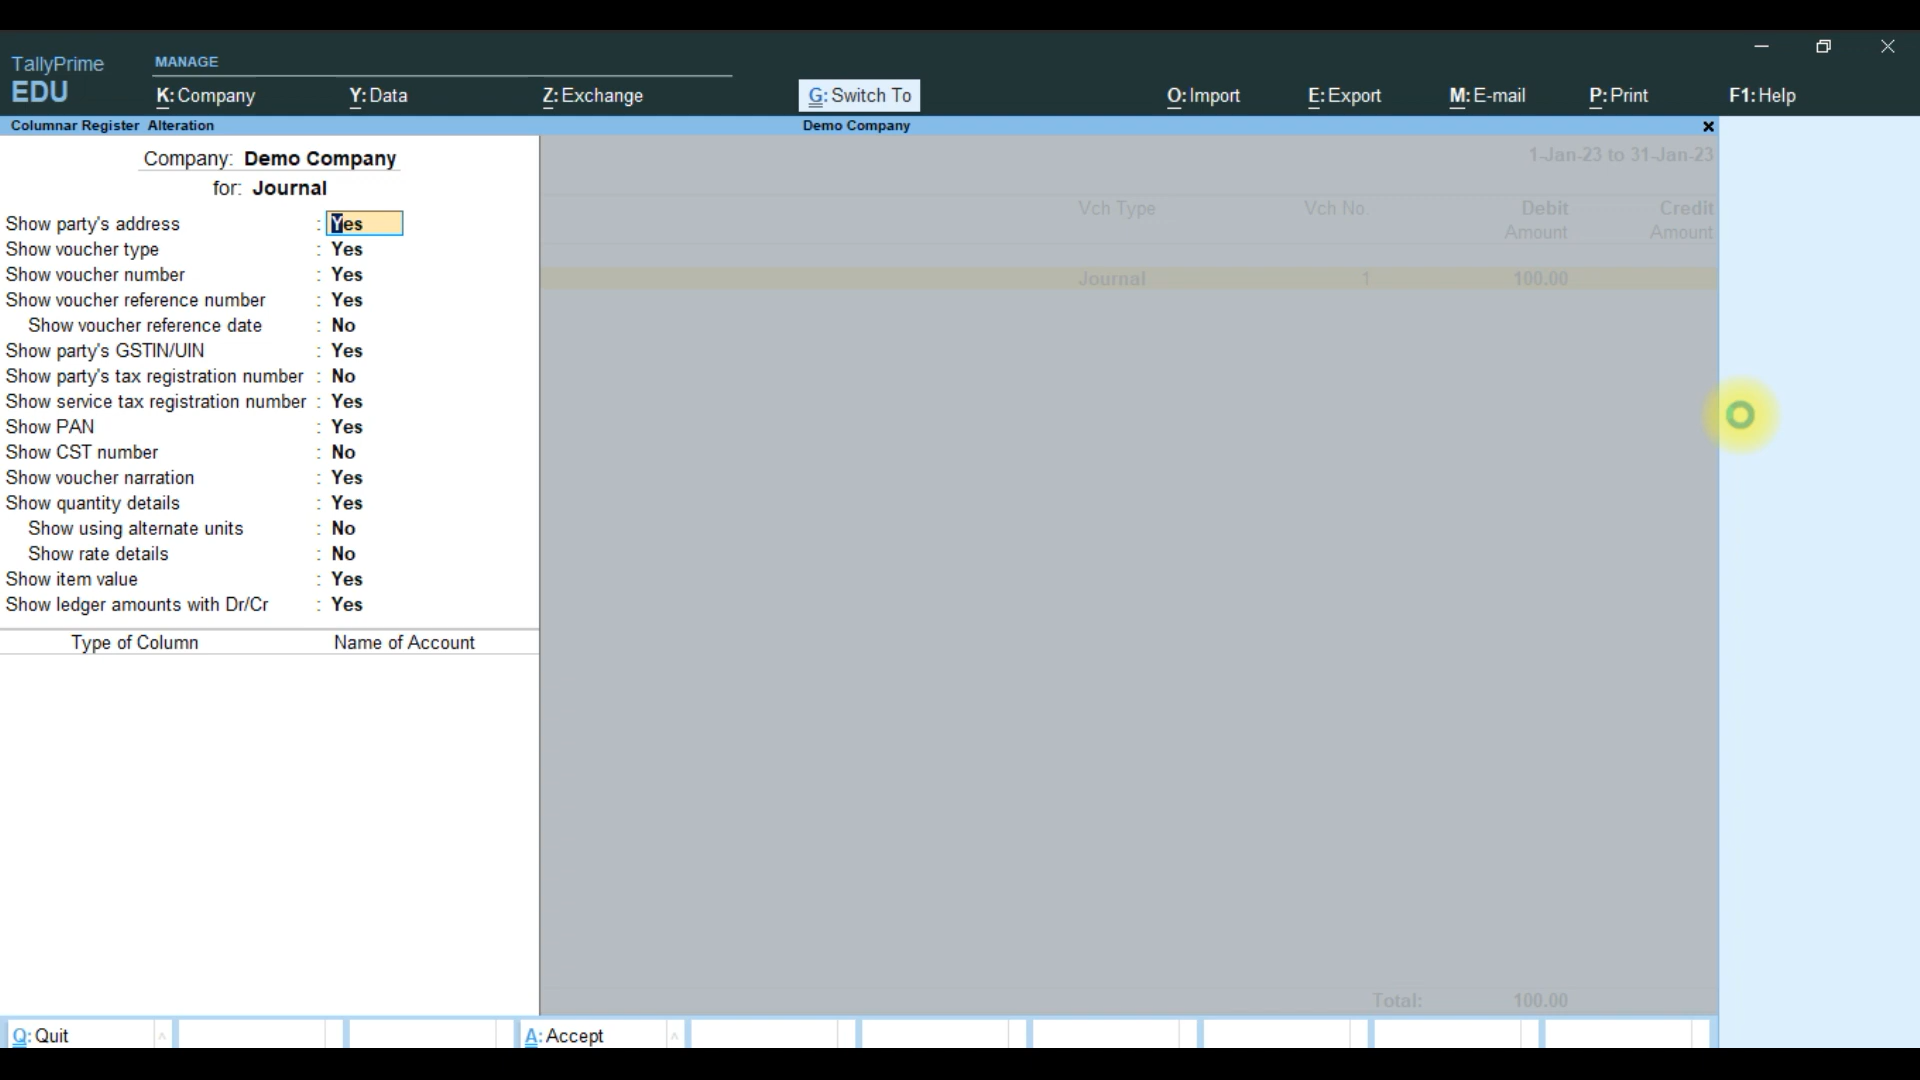 TallyPrime
EDU
MANAGE
K: Company
Y: Data
Z: Exchange
G: Switch To
O: Import
E: Export
M: E-mail
P: Print
F1: Help
Columnar Register Alteration
Demo Company
×
Company: Demo Company
for: Journal
1-Jan-23 to 31-Jan-23
Vch Type
Vch No.
Debit
Amount
Credit
Amount
Journal
1
100.00
Show party's address : Yes
Show voucher type : Yes
Show voucher number : Yes
Show voucher reference number : Yes
Show voucher reference date : No
Show party's GSTIN/UIN : Yes
Show party's tax registration number : No
Show service tax registration number : Yes
Show PAN : Yes
Show CST number : No
Show voucher narration : Yes
Show quantity details : Yes
Show using alternate units : No
Show rate details : No
Show item value : Yes
Show ledger amounts with Dr/Cr : Yes
Type of Column
Name of Account
Total: 100.00
Q: Quit
A: Accept